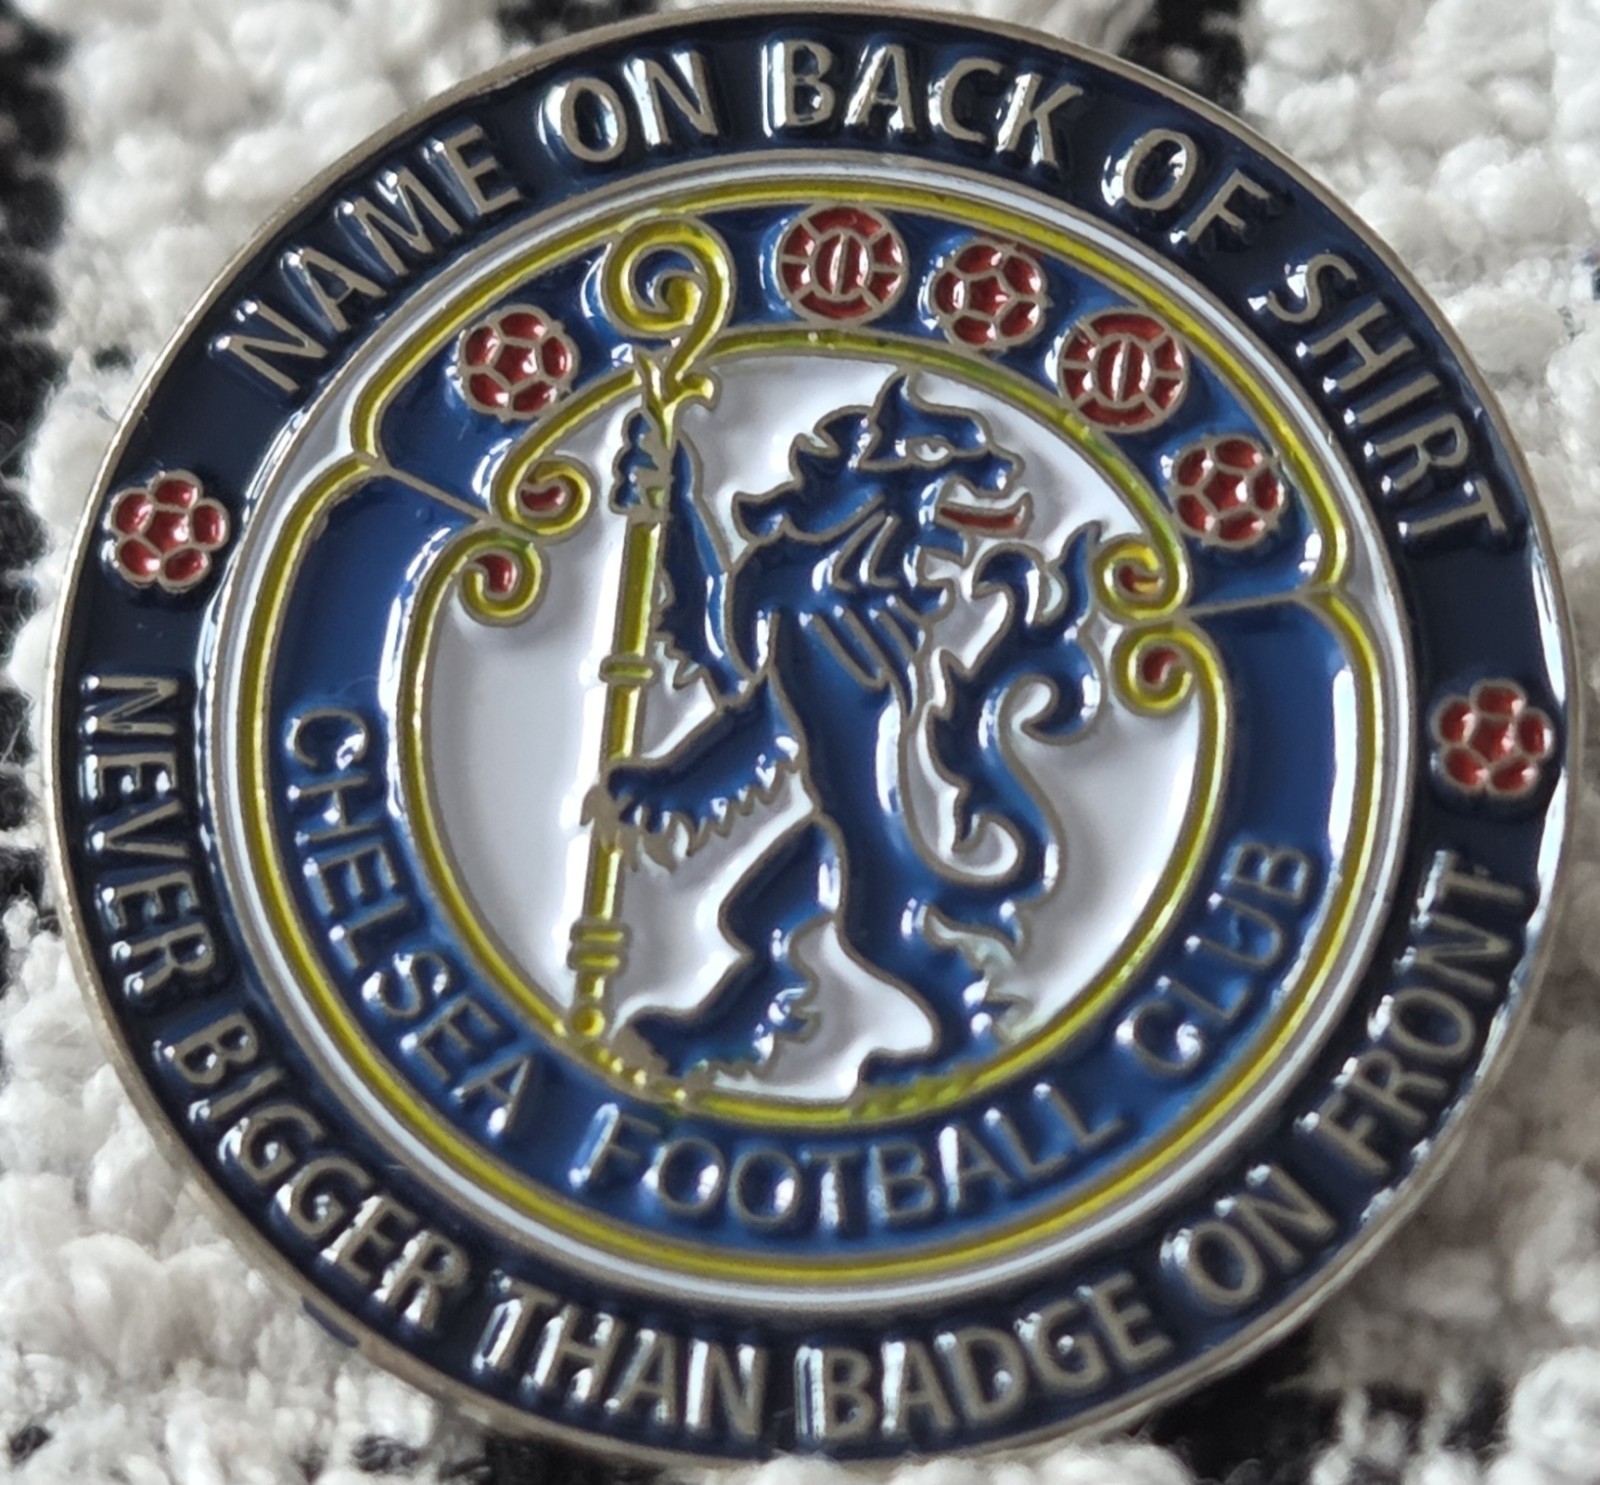 NAME ON BACK OF SHIRT
NEVER BIGGER THAN BADGE ON FRONT
CHELSEA FOOTBALL CLUB